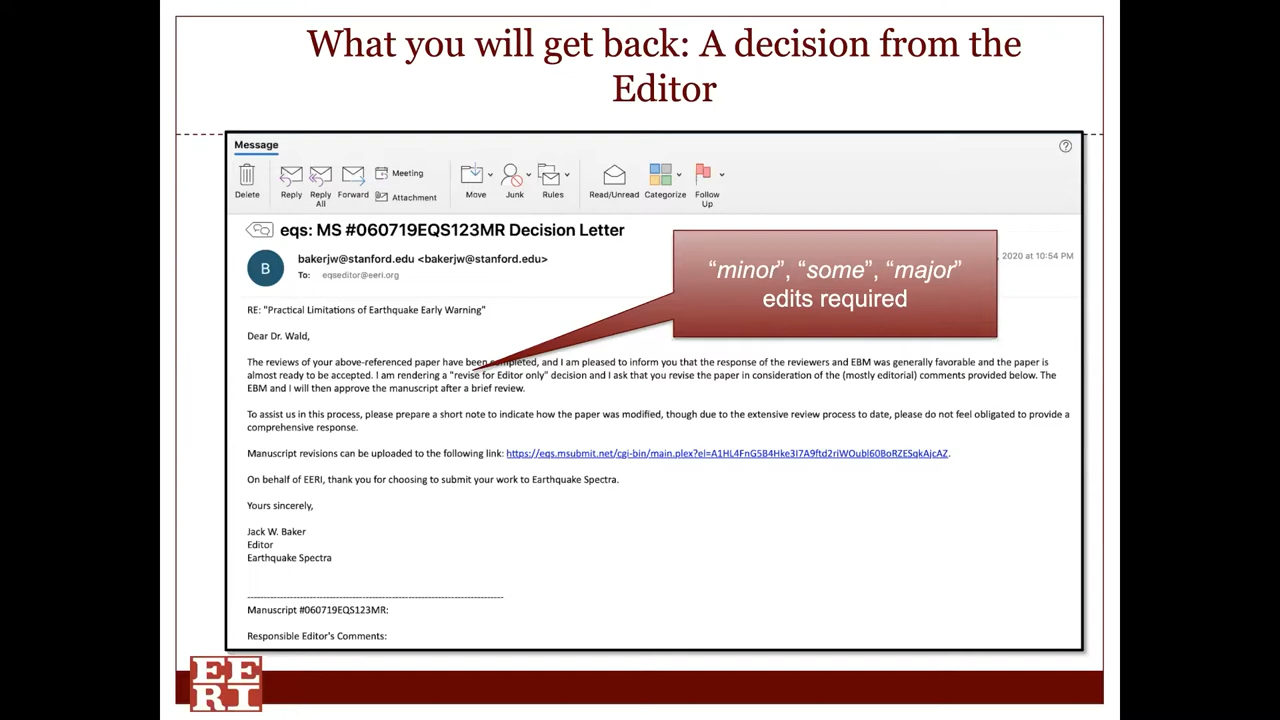 What you will get back: A decision from the
Editor
Message
Delete
Reply
Reply
All
Forward
Meeting
Attachment
Move
Junk
Rules
Read/Unread
Categorize
Follow
Up
eqs: MS #060719EQS123MR Decision Letter
B
bakerjw@stanford.edu <bakerjw@stanford.edu>
To: eqseditor@eeri.org
, 2020 at 10:54 PM
“minor”, “some”, “major”
edits required
RE: "Practical Limitations of Earthquake Early Warning"
Dear Dr. Wald,
The reviews of your above-referenced paper have been completed, and I am pleased to inform you that the response of the reviewers and EBM was generally favorable and the paper is
almost ready to be accepted. I am rendering a "revise for Editor only" decision and I ask that you revise the paper in consideration of the (mostly editorial) comments provided below. The
EBM and I will then approve the manuscript after a brief review.
To assist us in this process, please prepare a short note to indicate how the paper was modified, though due to the extensive review process to date, please do not feel obligated to provide a
comprehensive response.
Manuscript revisions can be uploaded to the following link:
On behalf of EERI, thank you for choosing to submit your work to Earthquake Spectra.
Yours sincerely,
Jack W. Baker
Editor
Earthquake Spectra
Manuscript #060719EQS123MR:
Responsible Editor's Comments:
EE
RI